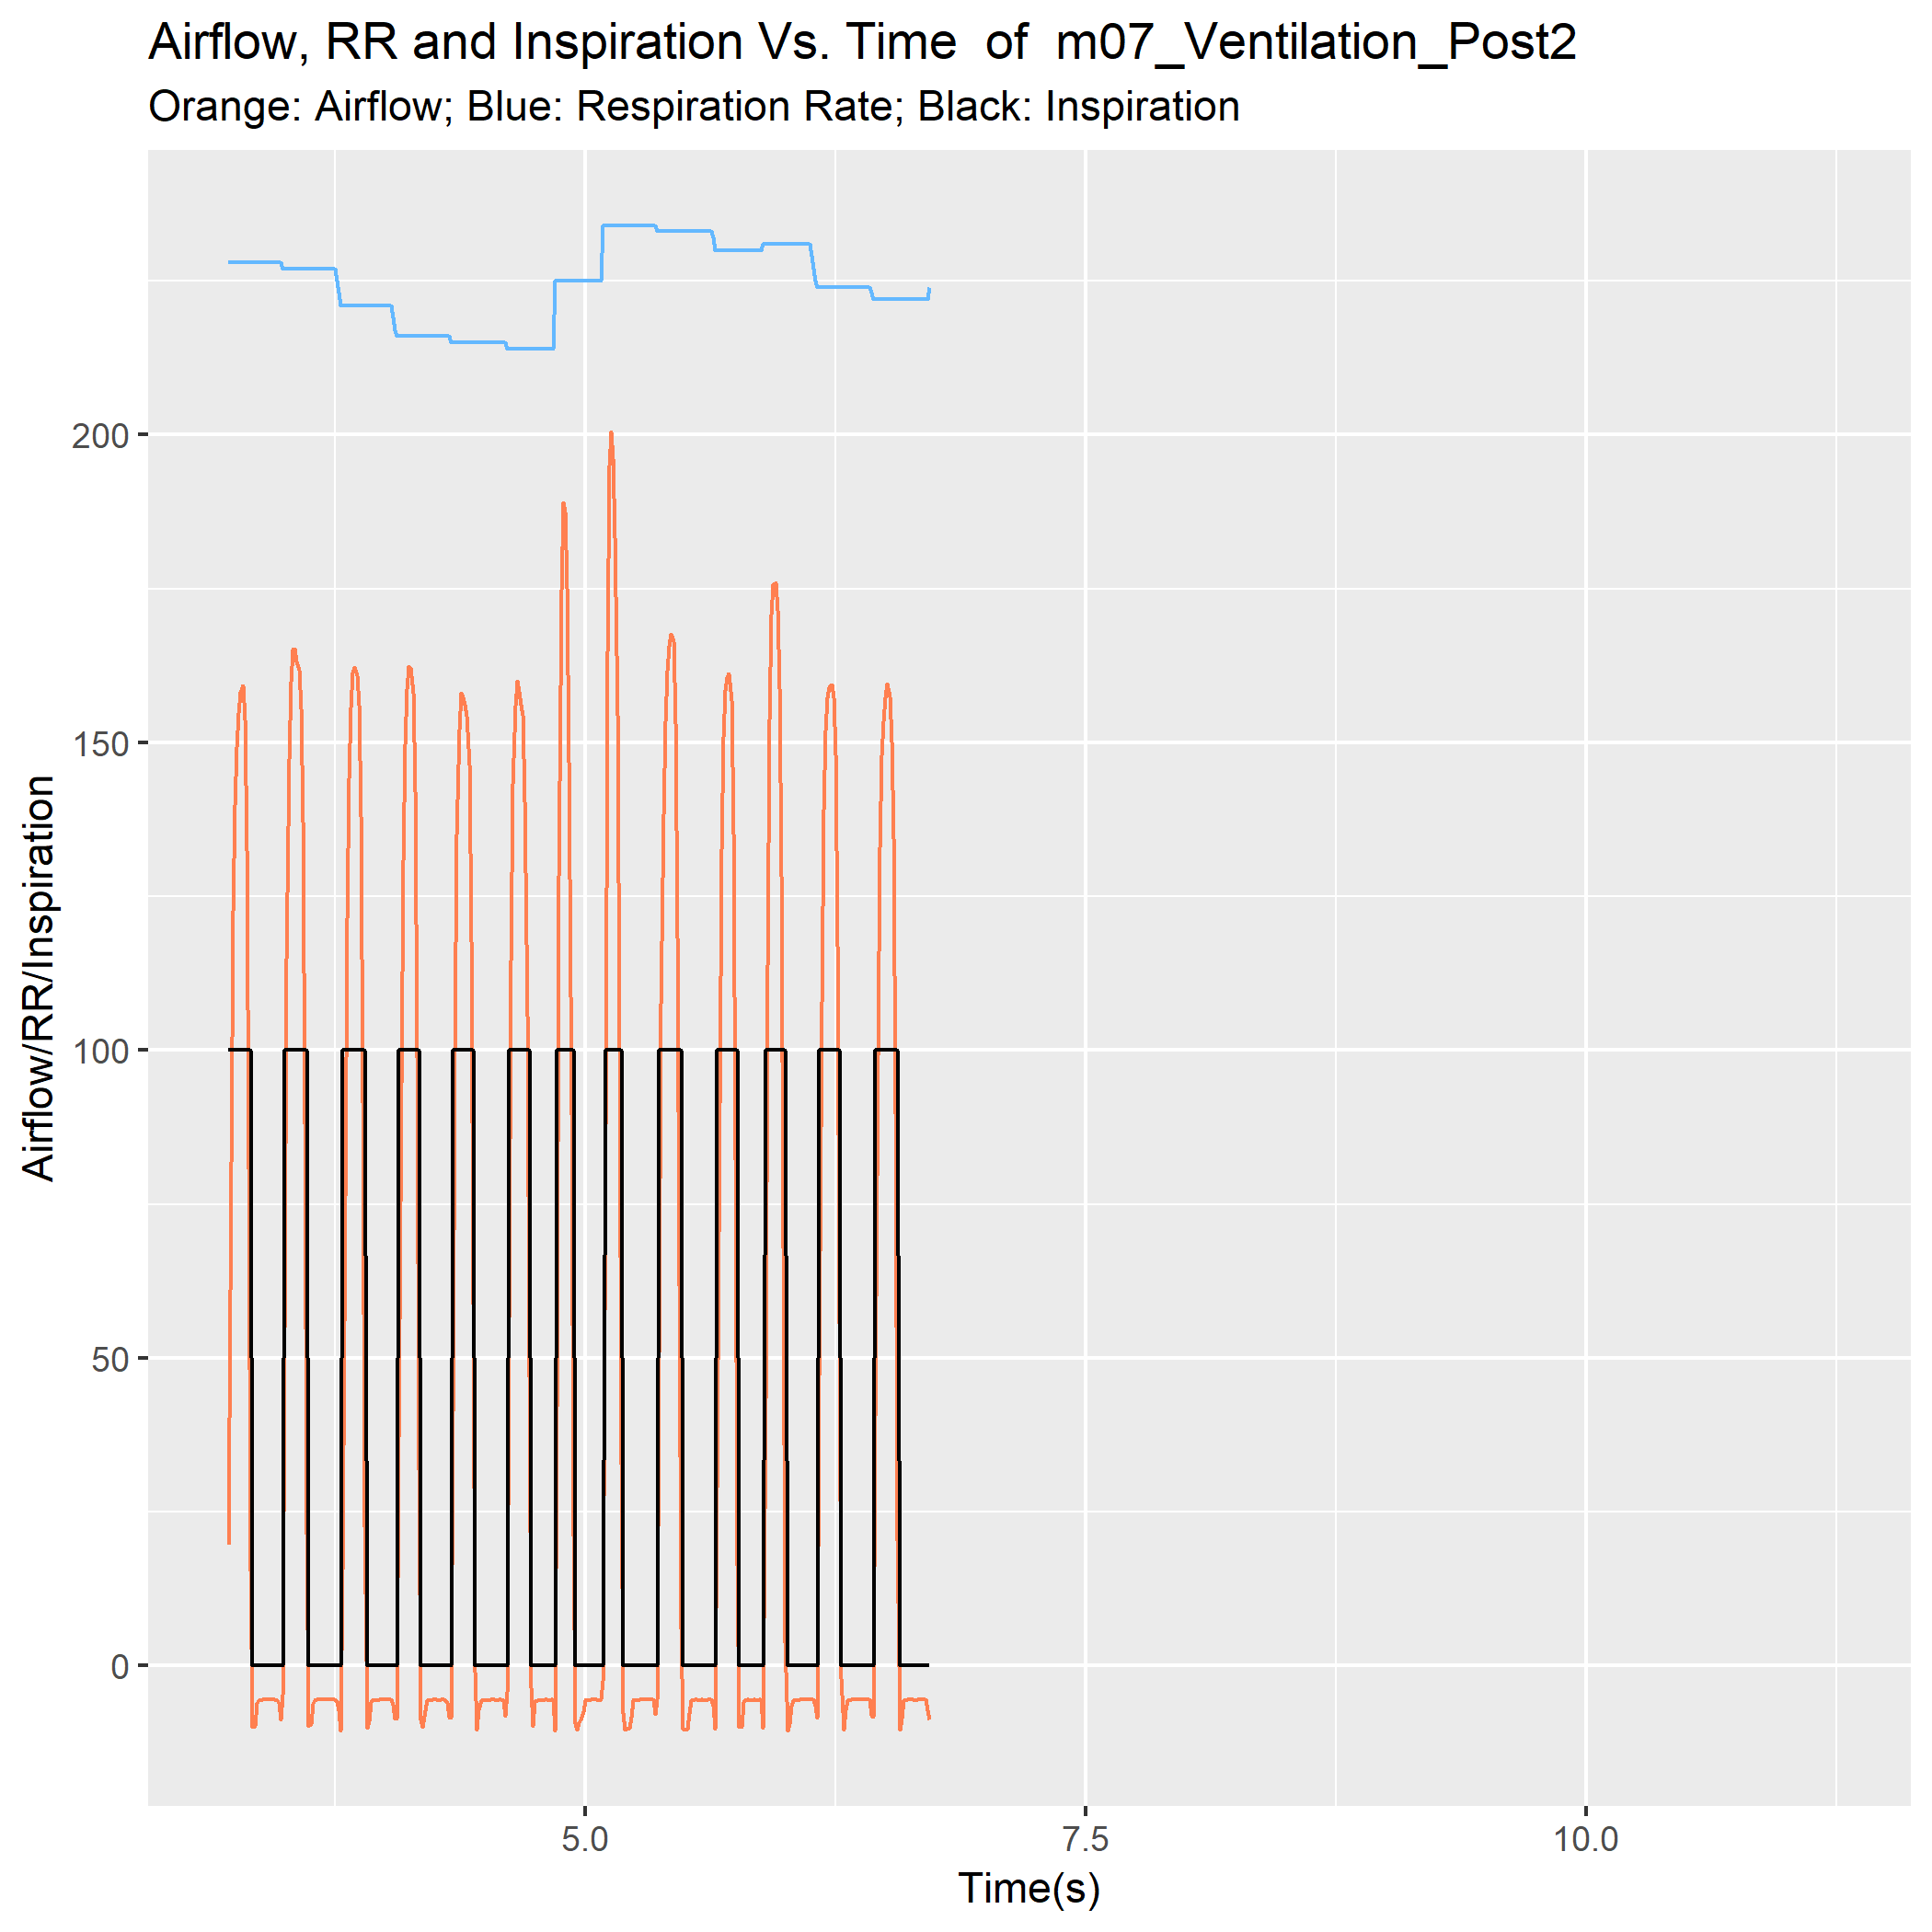 Airflow, RR and Inspiration Vs. Time  of  m07_Ventilation_Post2
Orange: Airflow; Blue: Respiration Rate; Black: Inspiration
200
150
100
50
0
Airflow/RR/Inspiration
5.0
7.5
10.0
Time(s)